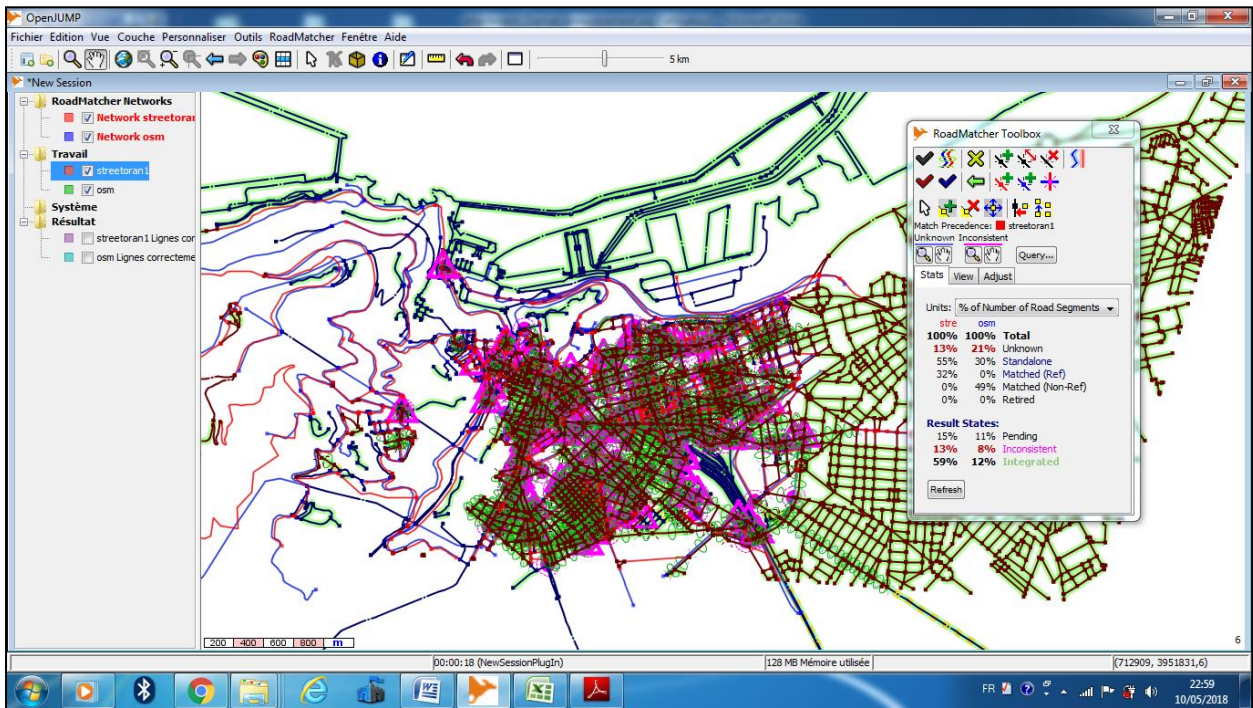 OpenJUMP
Fichier Edition Vue Couche Personnaliser Outils RoadMatcher Fenêtre Aide
5 km
*New Session
RoadMatcher Networks
Network streetoran
Network osm
Travail
streetoran1
osm
Système
Résultat
streetoran1 Lignes cor
osm Lignes correcteme
RoadMatcher Toolbox
Match Precedence: streetoran1
Unknown Inconsistent
Query...
Stats View Adjust
Units: % of Number of Road Segments
stre osm
100% 100% Total
13% 21% Unknown
55% 30% Standalone
32% 0% Matched (Ref)
0% 49% Matched (Non-Ref)
0% 0% Retired
Result States:
15% 11% Pending
13% 8% Inconsistent
59% 12% Integrated
Refresh
200 400 600 800 m
6
00:00:18 (NewSessionPlugIn)
128 MB Mémoire utilisée
(712909, 3951831,6)
FR
22:59
10/05/2018